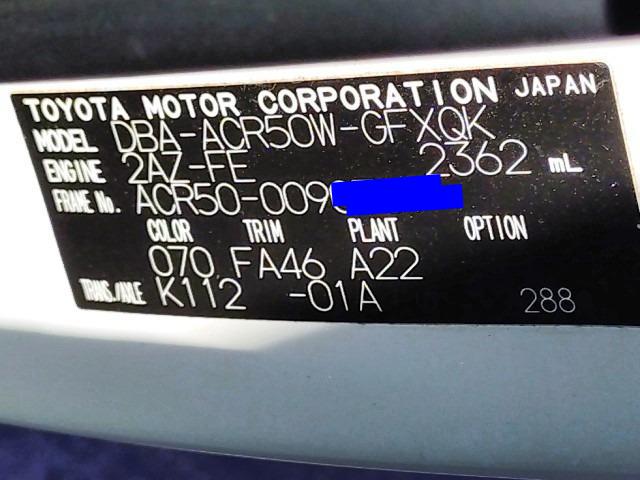 TOYOTA MOTOR CORPORATION JAPAN
MODEL DBA-ACR50W-GFXQK
ENGINE 2AZ-FE 2362 mL
FRAME No. ACR50-009
COLOR TRIM PLANT OPTION
070 FA46 A22
TRANS./AXLE K112 -01A 288